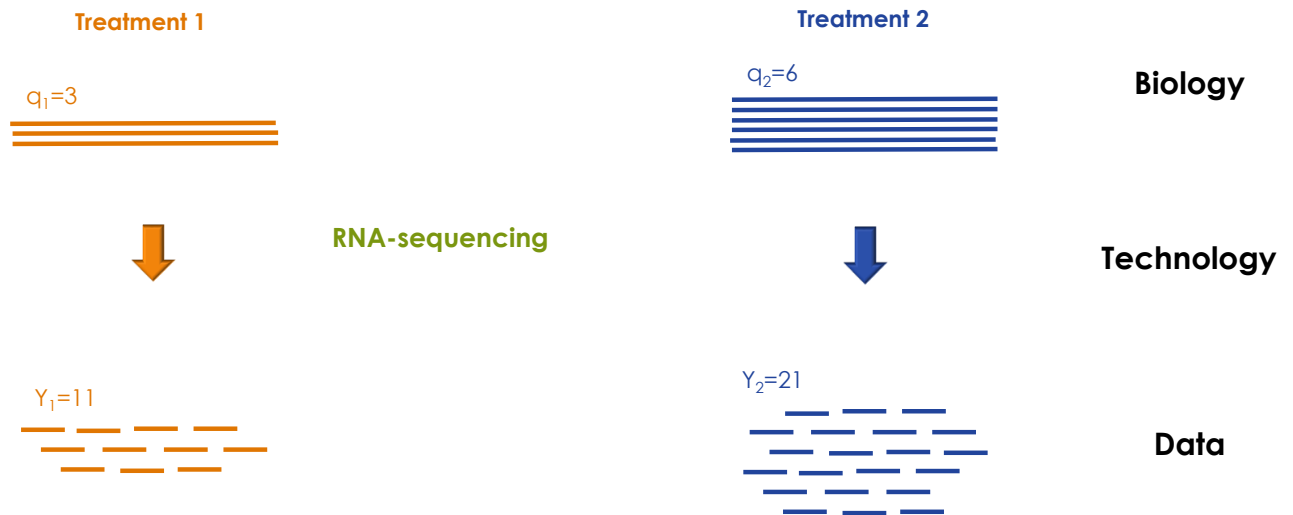 Treatment 1
Treatment 2
q₁=3
q₂=6
Biology
RNA-sequencing
Technology
Y₁=11
Y₂=21
Data